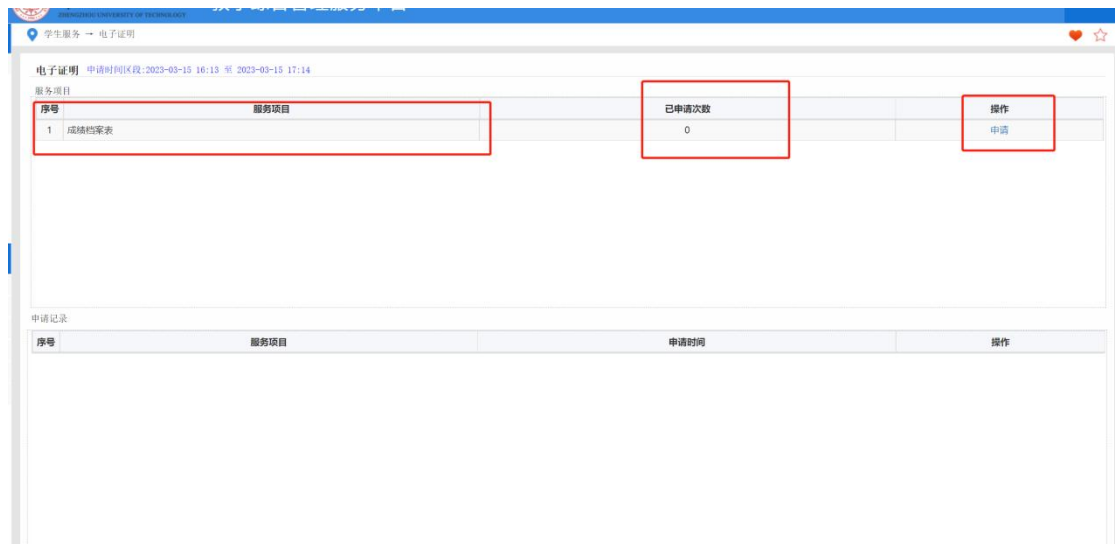 ZHENGZHOU UNIVERSITY OF TECHNOLOGY
学生服务 → 电子证明
电子证明 申请时间区段:2023-03-15 16:13 至 2023-03-15 17:14
服务项目
序号 服务项目 已申请次数 操作
1 成绩档案表 0 申请
申请记录
序号 服务项目 申请时间 操作